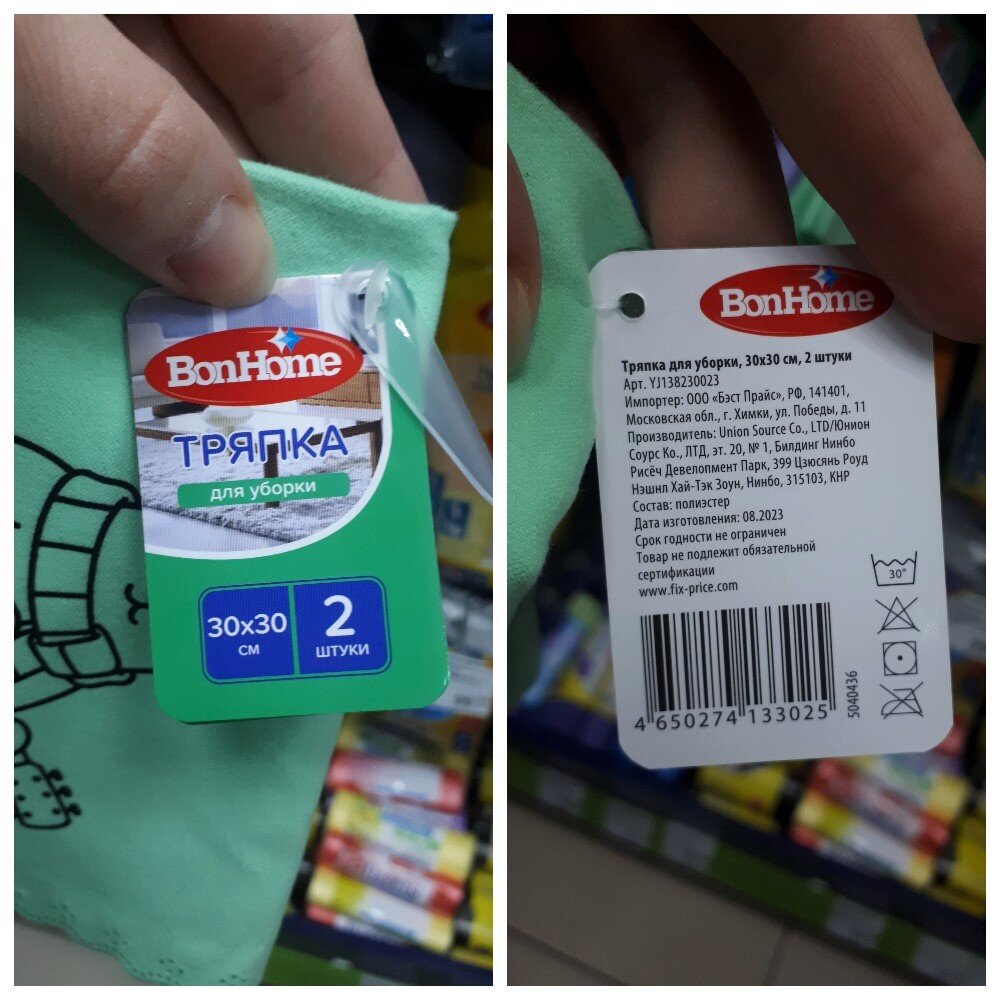 BonHome
ТРЯПКА
для уборки
30x30
см
2
ШТУКИ
BonHome
Тряпка для уборки, 30х30 см, 2 штуки
Арт. YJ138230023
Импортер: ООО «Бэст Прайс», РФ, 141401,
Московская обл., г. Химки, ул. Победы, д. 11
Производитель: Union Source Co., LTD/Юнион
Соурс Ко., ЛТД, эт. 20, № 1, Билдинг Нинбо
Рисёч Девелопмент Парк, 399 Цзюсянь Роуд
Нэшнл Хай-Тэк Зоун, Нинбо, 315103, КНР
Состав: полиэстер
Дата изготовления: 08.2023
Срок годности не ограничен
Товар не подлежит обязательной
сертификации
www.fix-price.com
30°
4 650274 133025
5040436